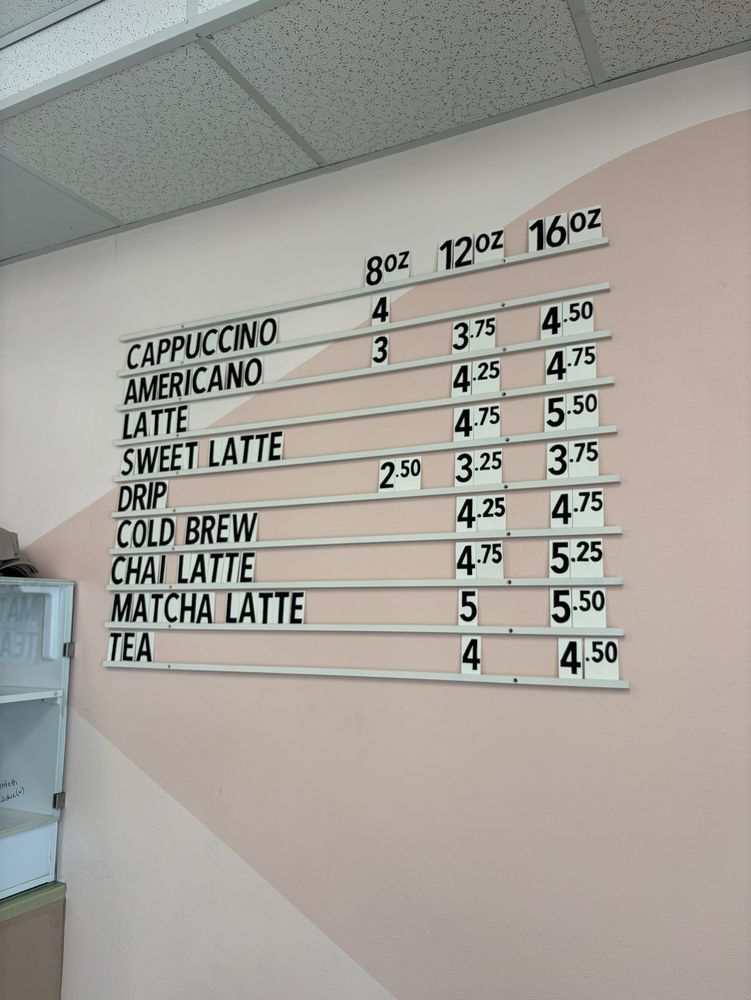 8OZ 12OZ 16OZ
CAPPUCCINO 4
AMERICANO 3 3.75 4.50
LATTE 4.25 4.75
SWEET LATTE 4.75 5.50
DRIP 2.50 3.25 3.75
COLD BREW 4.25 4.75
CHAI LATTE 4.75 5.25
MATCHA LATTE 5 5.50
TEA 4 4.50